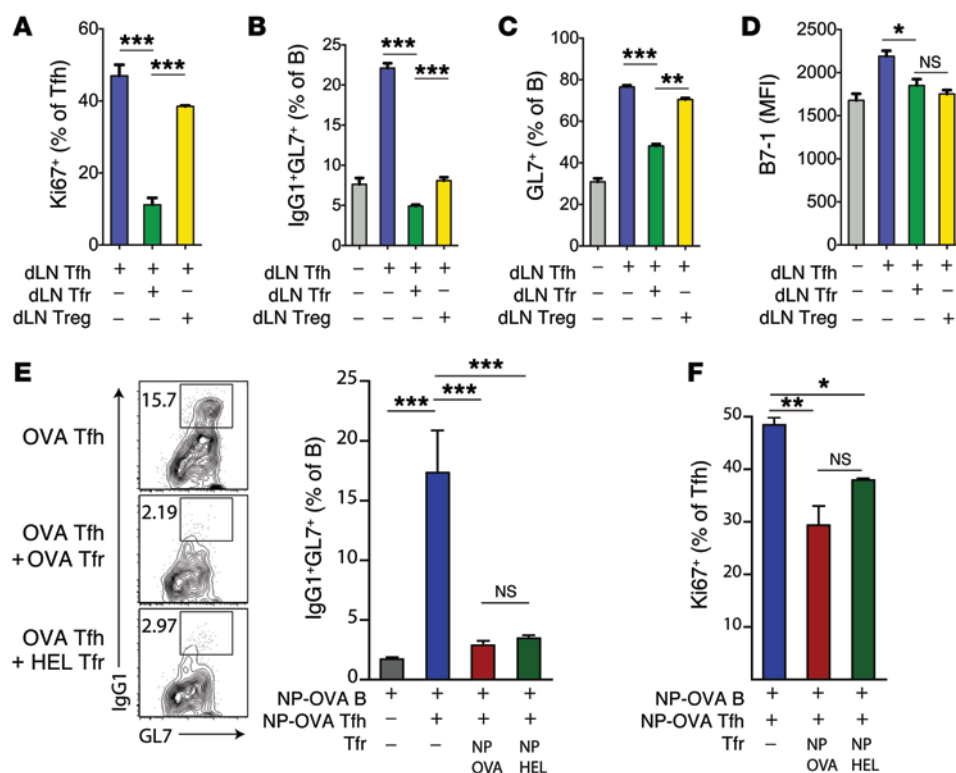 A
60
40
20
0
Ki67+ (% of Tfh)
***
***
dLN Tfh + + +
dLN Tfr – + –
dLN Treg – – +
B
25
20
15
10
5
0
IgG1+GL7+ (% of B)
***
***
– + + +
dLN Tfh
dLN Tfr – – + –
dLN Treg – – – +
C
100
80
60
40
20
0
GL7+ (% of B)
***
**
dLN Tfh – + + +
dLN Tfr – – + –
dLN Treg – – – +
D
2500
2000
1500
1000
500
0
B7-1 (MFI)
*
NS
dLN Tfh – + + +
dLN Tfr – – + –
dLN Treg – – – +
E
OVA Tfh
15.7
OVA Tfh
+ OVA Tfr
2.19
OVA Tfh
+ HEL Tfr
2.97
IgG1
GL7
25
20
15
10
5
0
IgG1+GL7+ (% of B)
***
***
***
NS
NP-OVA B + + + +
NP-OVA Tfh – + + +
Tfr – – NP NP
OVA HEL
F
50
40
30
20
10
Ki67+ (% of Tfh)
*
**
NS
NP-OVA B + + +
NP-OVA Tfh + + +
Tfr – NP NP
OVA HEL